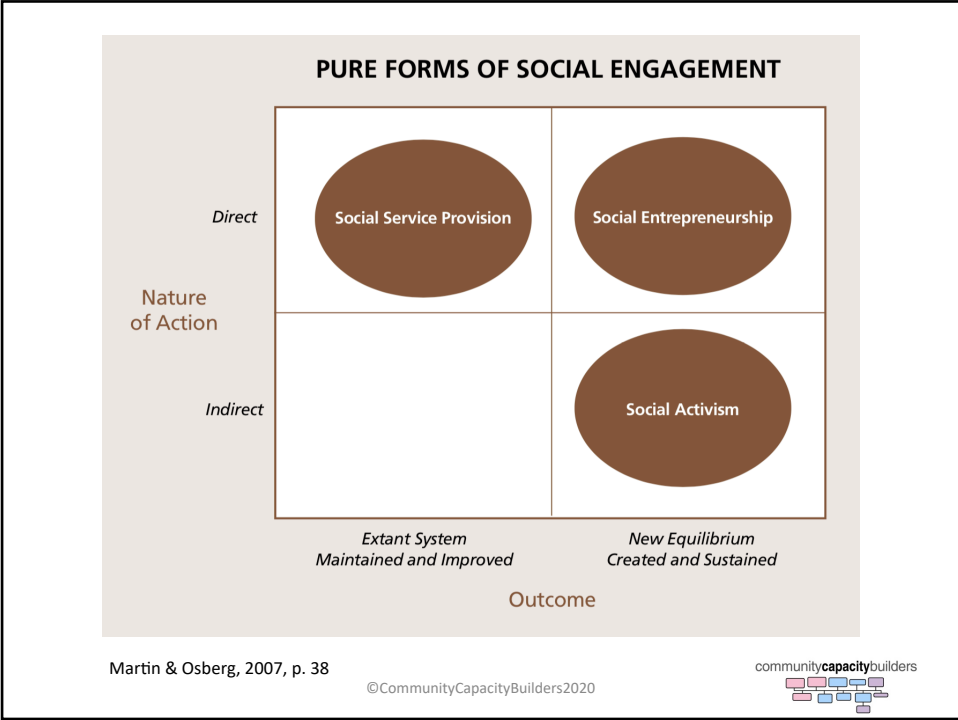 PURE FORMS OF SOCIAL ENGAGEMENT
Direct
Social Service Provision
Social Entrepreneurship
Nature
of Action
Indirect
Social Activism
Extant System
Maintained and Improved
New Equilibrium
Created and Sustained
Outcome
Martin & Osberg, 2007, p. 38
©CommunityCapacityBuilders2020
communitycapacitybuilders